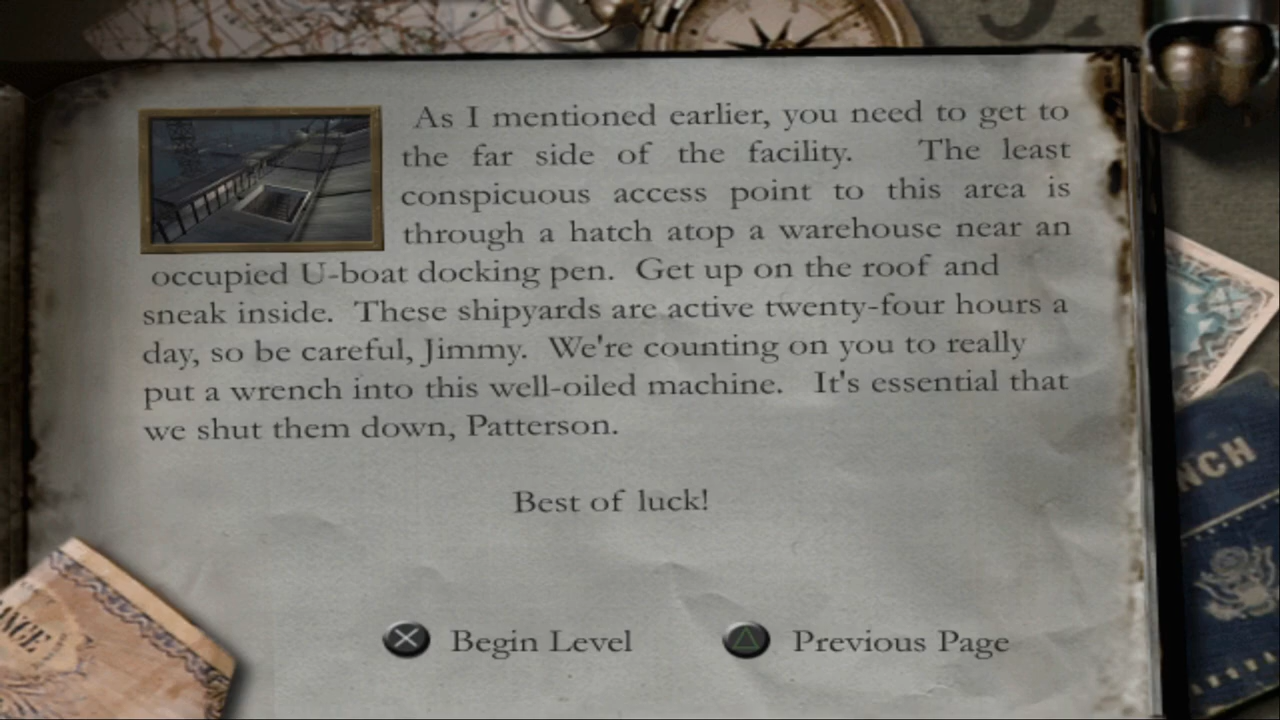 As I mentioned earlier, you need to get to
the far side of the facility. The least
conspicuous access point to this area is
through a hatch atop a warehouse near an
occupied U-boat docking pen. Get up on the roof and
sneak inside. These shipyards are active twenty-four hours a
day, so be careful, Jimmy. We're counting on you to really
put a wrench into this well-oiled machine. It's essential that
we shut them down, Patterson.
Best of luck!
Begin Level
Previous Page
NCH
ANCE